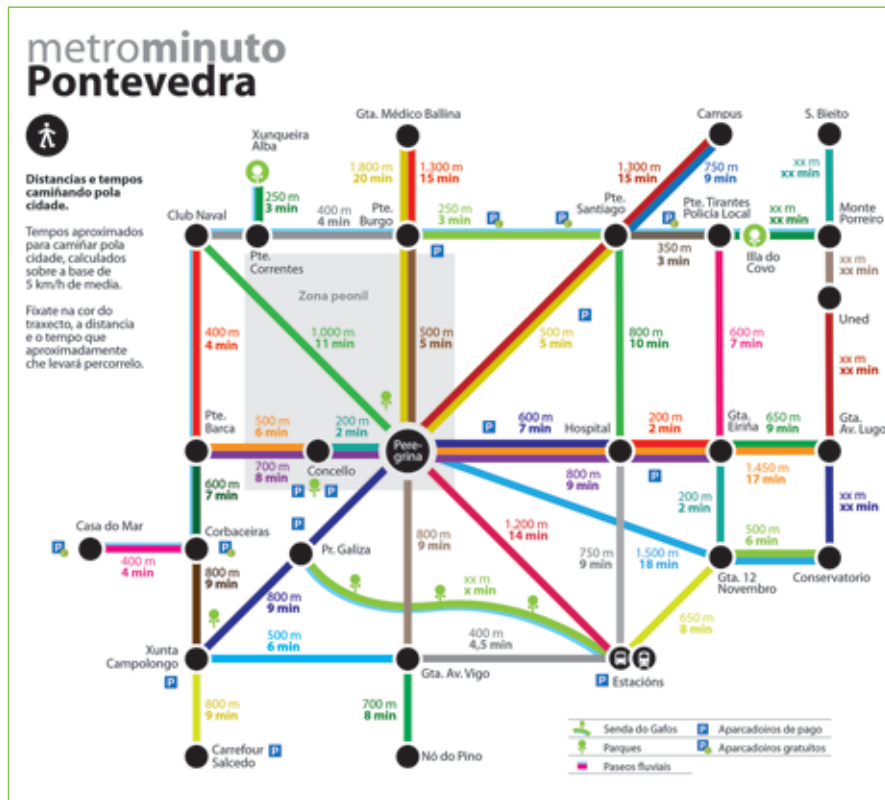 metrominuto
Pontevedra
Distancias e tempos
camiñando pola
cidade.
Tempos aproximados
para camiñar pola
cidade, calculados
sobre a base de
5 km/h de media.
Fixate na cor do
traxecto, a distancia
e o tempo que
aproximadamente
che levará percorrelo.
Xunqueira
Alba
250 m
3 min
Gta. Médico Ballina
1.800 m
20 min
1.300 m
15 min
Campus
1.300 m
15 min
750 m
9 min
S. Bieito
xx m
xx min
Club Naval
400 m
4 min
Pte.
Correntes
Pte.
Burgo
250 m
3 min
P
P
P
Pte.
Santiago
P
350 m
3 min
Pte. Tirantes
Policía Local
xx m
xx min
Illa do
Covo
Monte
Porreiro
xx m
xx min
Uned
Zona peonil
400 m
4 min
1.000 m
11 min
500 m
5 min
500 m
5 min
P
800 m
10 min
600 m
7 min
xx m
xx min
Pte.
Barca
500 m
6 min
700 m
8 min
200 m
2 min
Concello
P
P
Pere-
grina
P
600 m
7 min
800 m
9 min
Hospital
200 m
2 min
P
Gta.
Eiriña
650 m
9 min
1.450 m
17 min
Gta.
Av. Lugo
600 m
7 min
P
Casa do Mar
P
400 m
4 min
Corbaceiras
P
Pr. Galiza
800 m
9 min
1.200 m
14 min
750 m
9 min
1.500 m
18 min
200 m
2 min
500 m
6 min
xx m
xx min
Gta. 12
Novembro
Conservatorio
800 m
9 min
800 m
9 min
xx m
x min
650 m
8 min
Xunta
Campolongo
P
500 m
6 min
400 m
4,5 min
Gta. Av. Vigo
P
Estacións
800 m
9 min
700 m
8 min
Carrefour
Salcedo
P
Nó do Pino
Senda do Gafos
Parques
Paseos fluviais
P
Aparcadoiros de pago
P
Aparcadoiros gratuítos